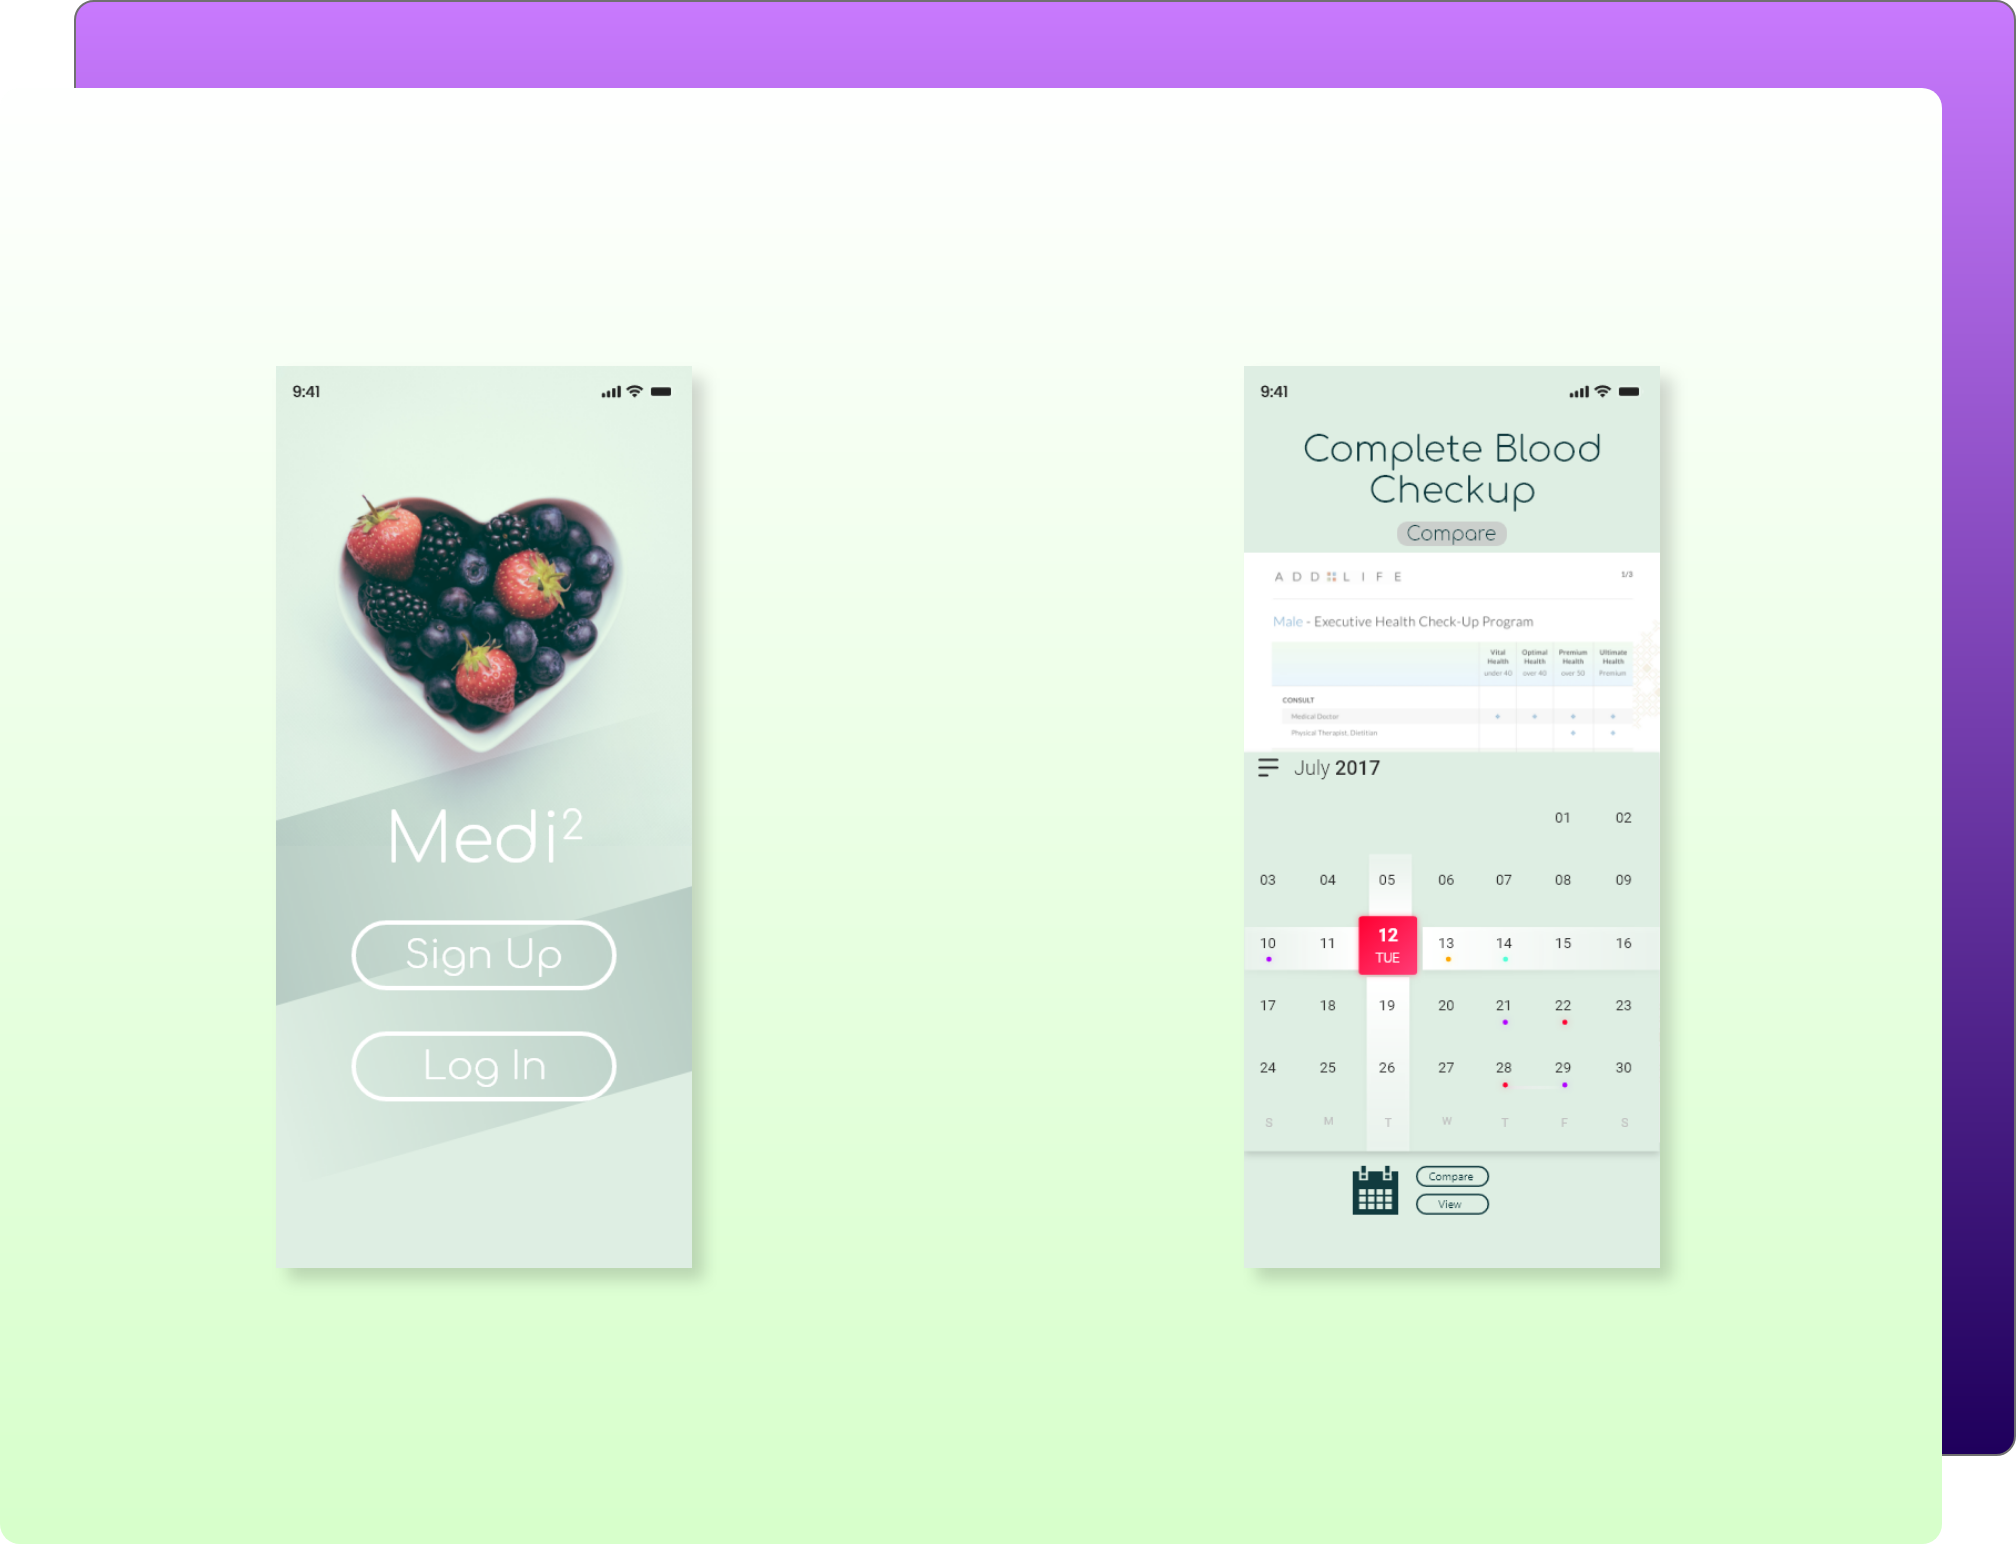 9:41
Medi²
Sign Up
Log In
9:41
Complete Blood
Checkup
Compare
ADD LIFE
1/3
Male - Executive Health Check-Up Program
Vital Health under 40
Optimal Health over 40
Premium Health over 50
Ultimate Health Premium
CONSULT
Medical Doctor
Physical Therapist, Dietitian
July 2017
01 02
03 04 05 06 07 08 09
10 11 12 13 14 15 16
TUE
17 18 19 20 21 22 23
24 25 26 27 28 29 30
S M T W T F S
Compare
View